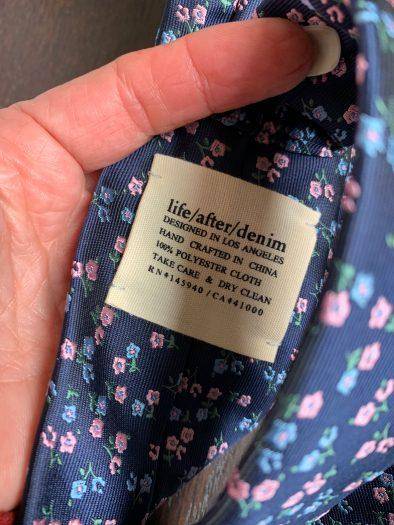 life/after/denim
DESIGNED IN LOS ANGELES
HAND CRAFTED IN CHINA
100% POLYESTER CLOTH
TAKE CARE & DRY CLEAN
RN#145940 / CA#41000